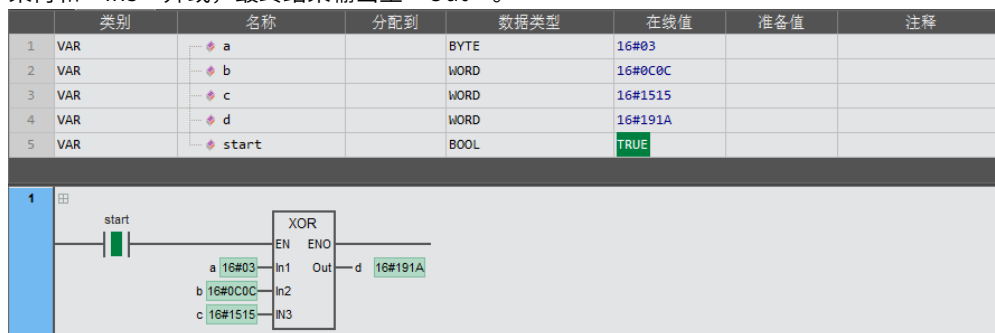 类别 名称 分配到 数据类型 在线值 准备值 注释
1 VAR a BYTE 16#03
2 VAR b WORD 16#0C0C
3 VAR c WORD 16#1515
4 VAR d WORD 16#191A
5 VAR start BOOL TRUE
1
start
XOR
EN ENO
a 16#03 In1 Out d 16#191A
b 16#0C0C In2
c 16#1515 IN3